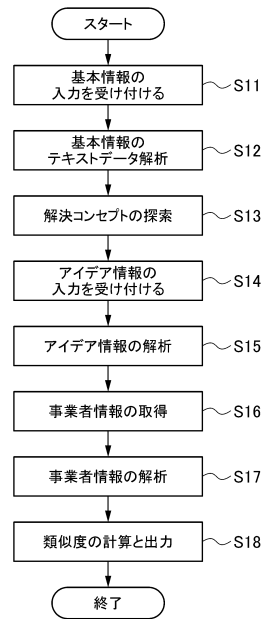 スタート
基本情報の
入力を受け付ける
S11
基本情報の
テキストデータ解析
S12
解決コンセプトの探索
S13
アイデア情報の
入力を受け付ける
S14
アイデア情報の解析
S15
事業者情報の取得
S16
事業者情報の解析
S17
類似度の計算と出力
S18
終了